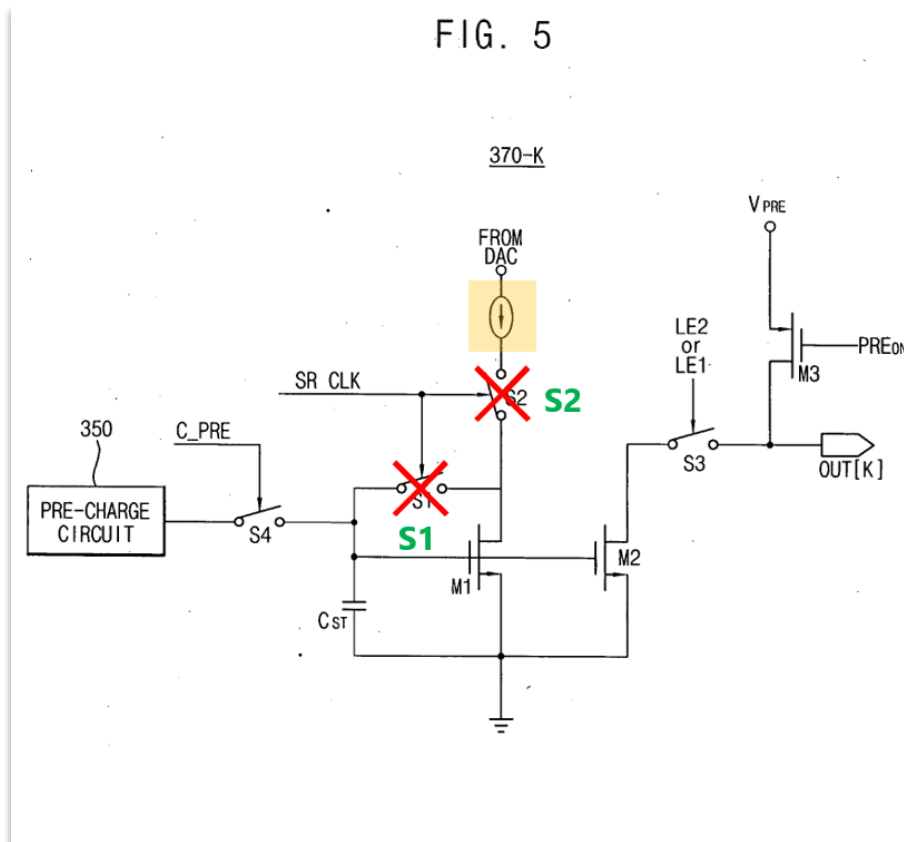 FIG. 5
370-K
VPRE
FROM
DAC
LE2
or
LE1
PREON
M3
SR CLK
S2
S2
350
C_PRE
S3
OUT[K]
PRE-CHARGE
CIRCUIT
S4
S1
S1
M1
M2
CST